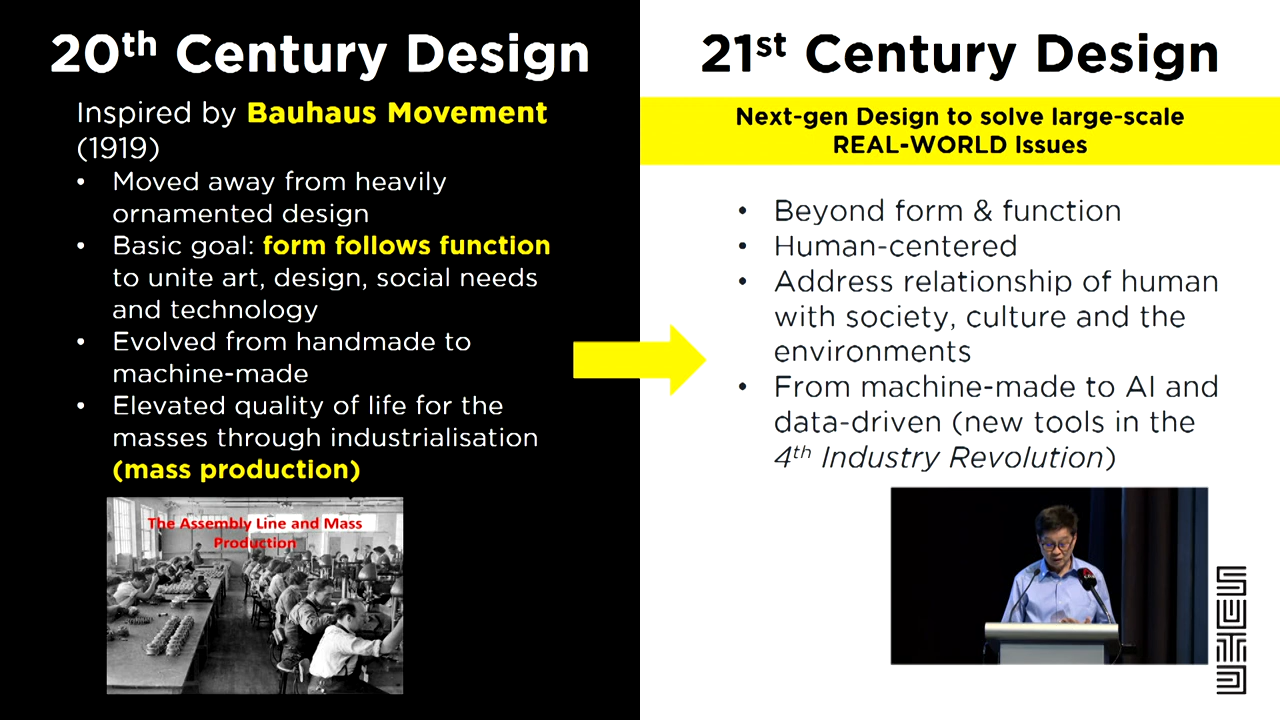 20th Century Design
Inspired by Bauhaus Movement
(1919)
• Moved away from heavily
ornamented design
• Basic goal: form follows function
to unite art, design, social needs
and technology
• Evolved from handmade to
machine-made
• Elevated quality of life for the
masses through industrialisation
(mass production)
The Assembly Line and Mass
Production
21st Century Design
Next-gen Design to solve large-scale
REAL-WORLD Issues
• Beyond form & function
• Human-centered
• Address relationship of human
with society, culture and the
environments
• From machine-made to AI and
data-driven (new tools in the
4th Industry Revolution)
SUTD